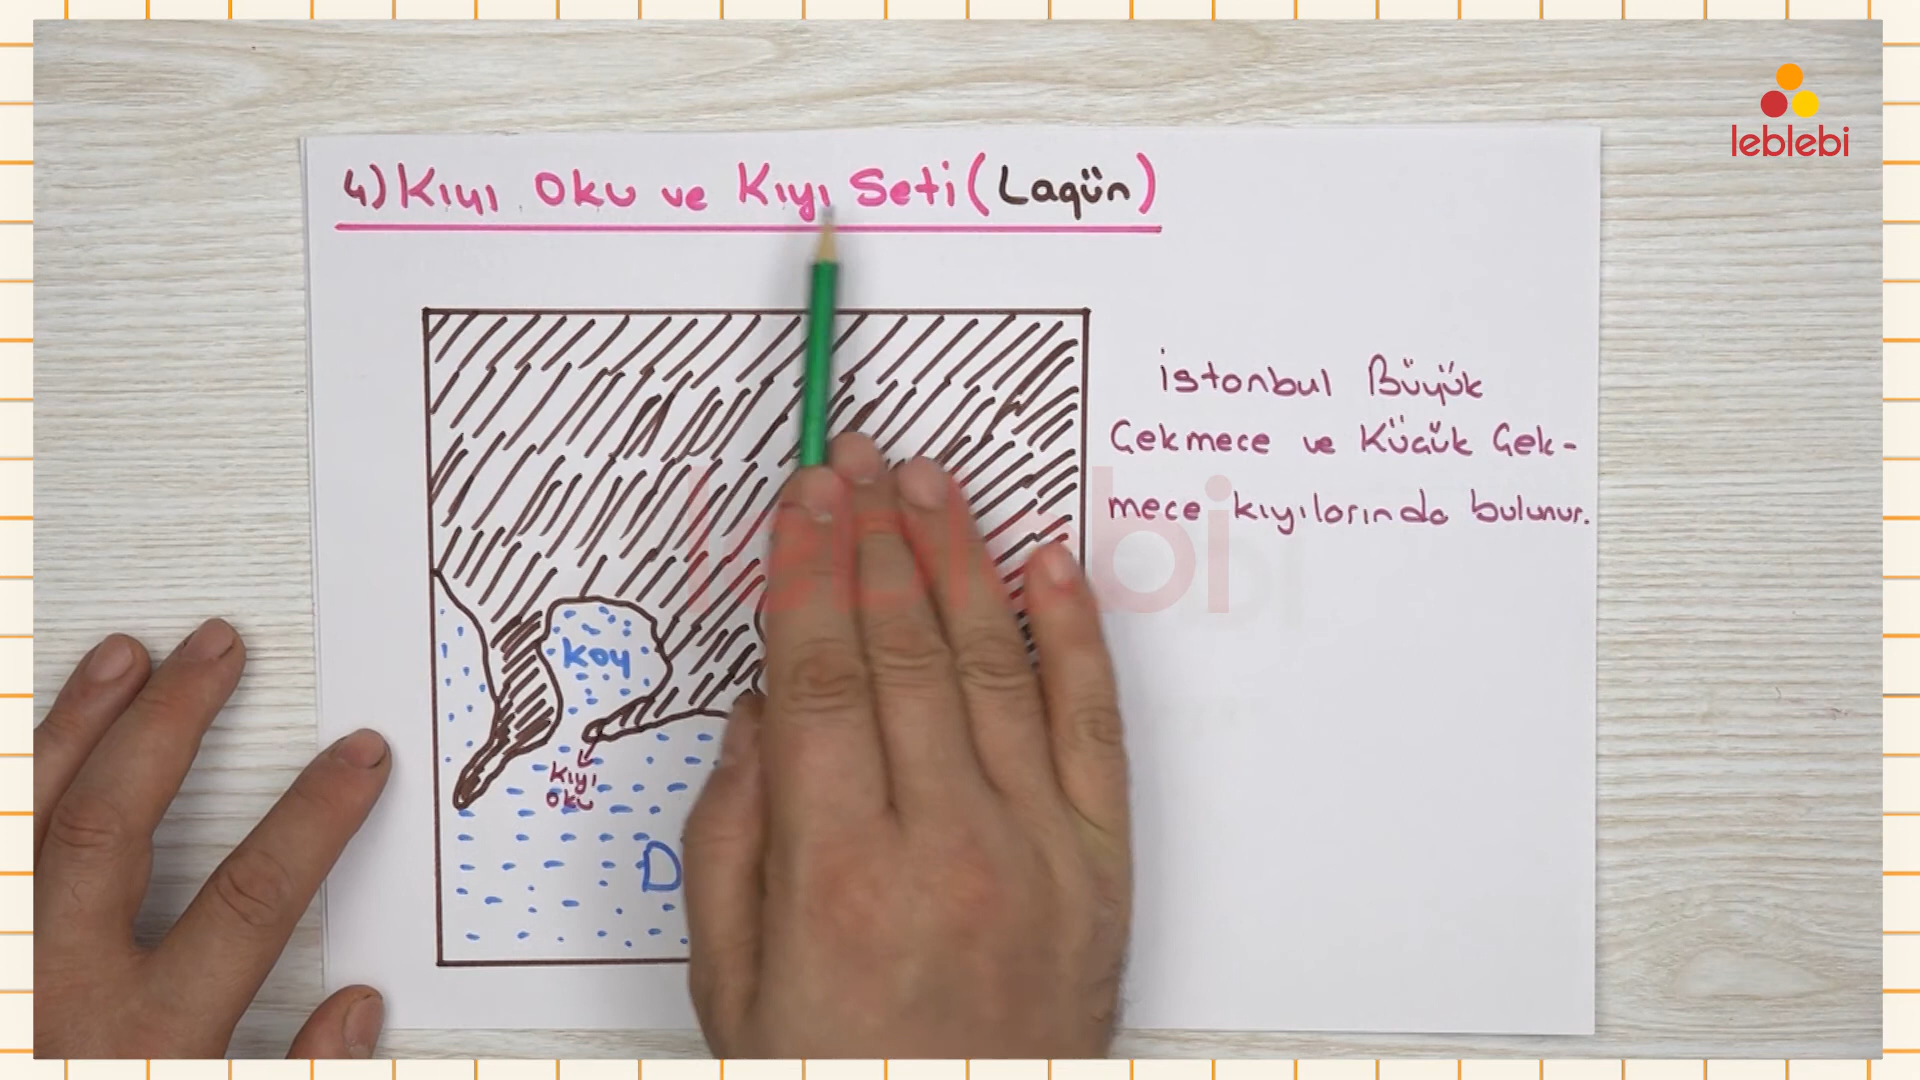 leblebi
4) Kıyı Oku ve Kıyı Seti (Lagün)
İstanbul Büyük
Çekmece ve Küçük Çek-
mece kıyılarında bulunur.
Koy
Kıyı
oku
leblebi